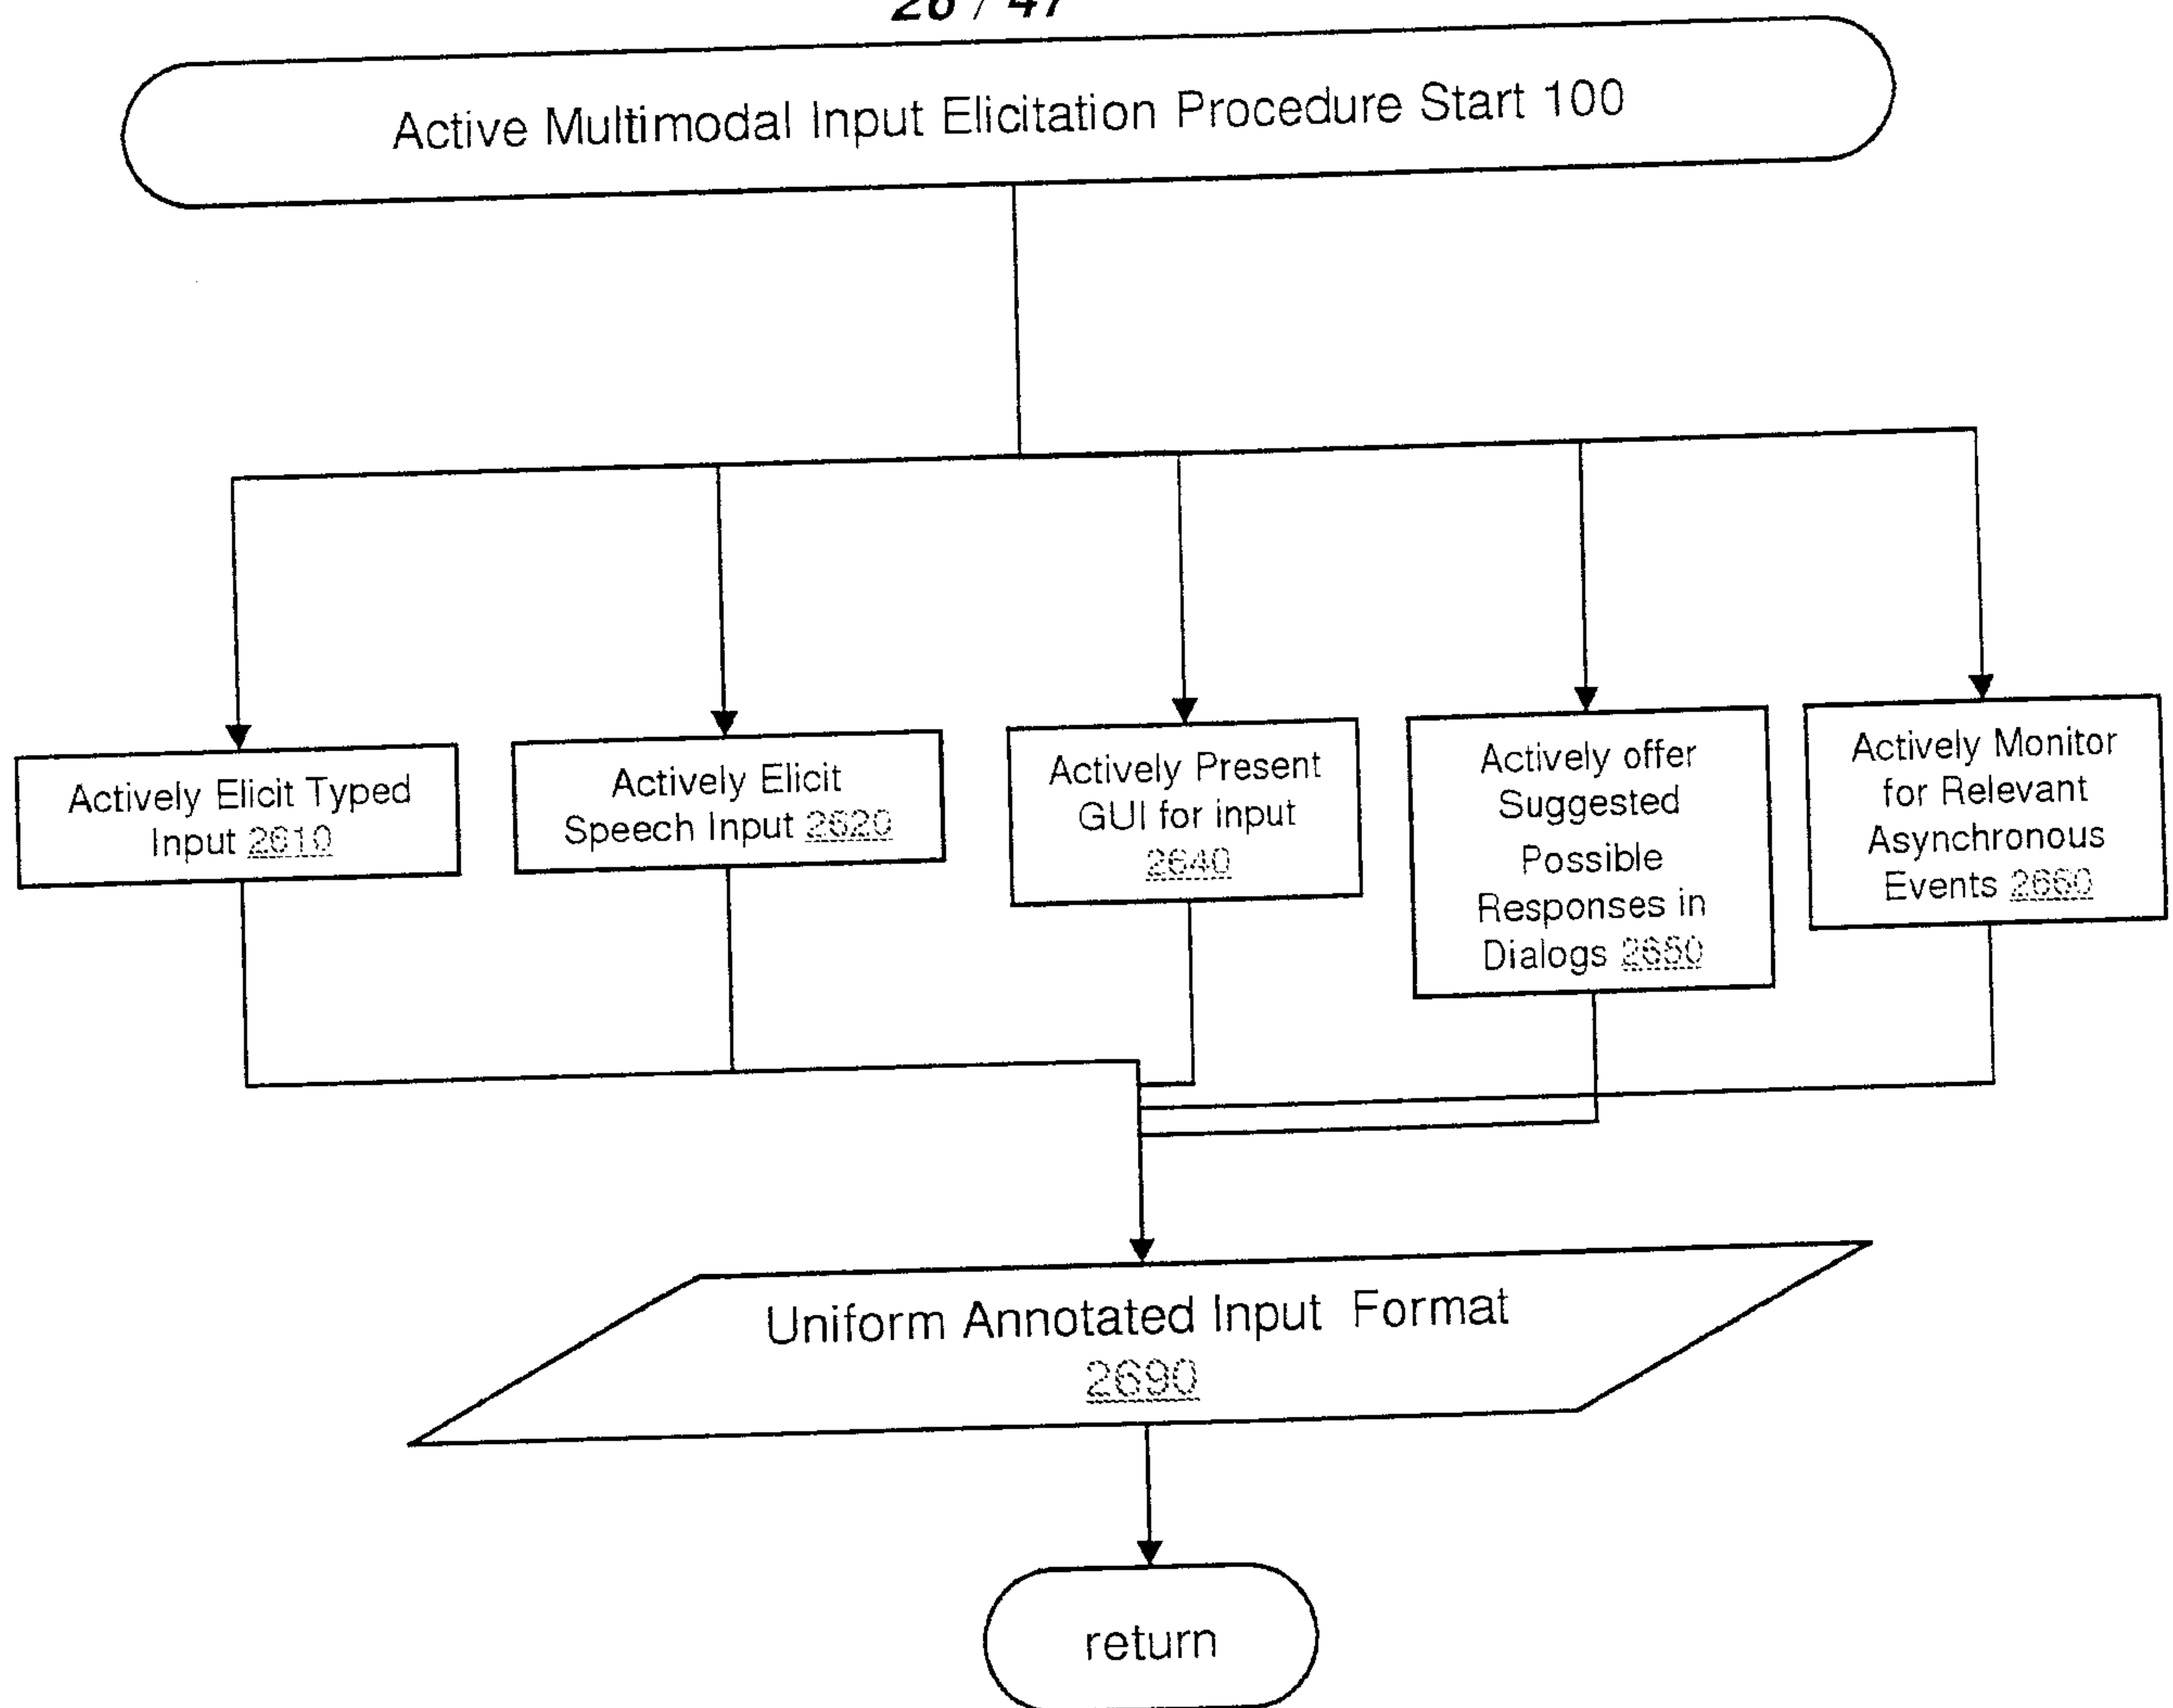 26 / 47
Active Multimodal Input Elicitation Procedure Start 100
Actively Elicit Typed
Input 2610
Actively Elicit
Speech Input 2620
Actively Present
GUI for input
2640
Actively offer
Suggested
Possible
Responses in
Dialogs 2650
Actively Monitor
for Relevant
Asynchronous
Events 2660
Uniform Annotated Input Format
2690
return